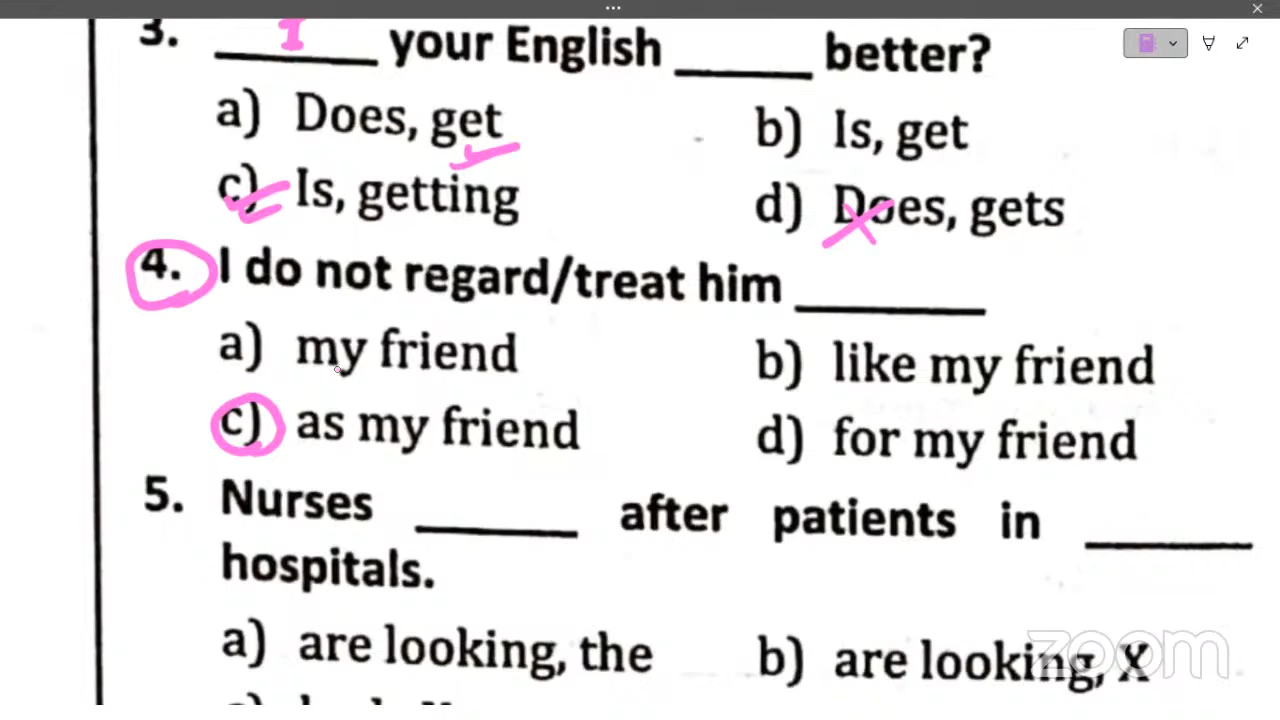 3. I your English ______ better?
a) Does, get b) Is, get
c) Is, getting d) Does, gets
4. I do not regard/treat him ______
a) my friend b) like my friend
c) as my friend d) for my friend
5. Nurses ______ after patients in ______
hospitals.
a) are looking, the b) are looking, X
zoom